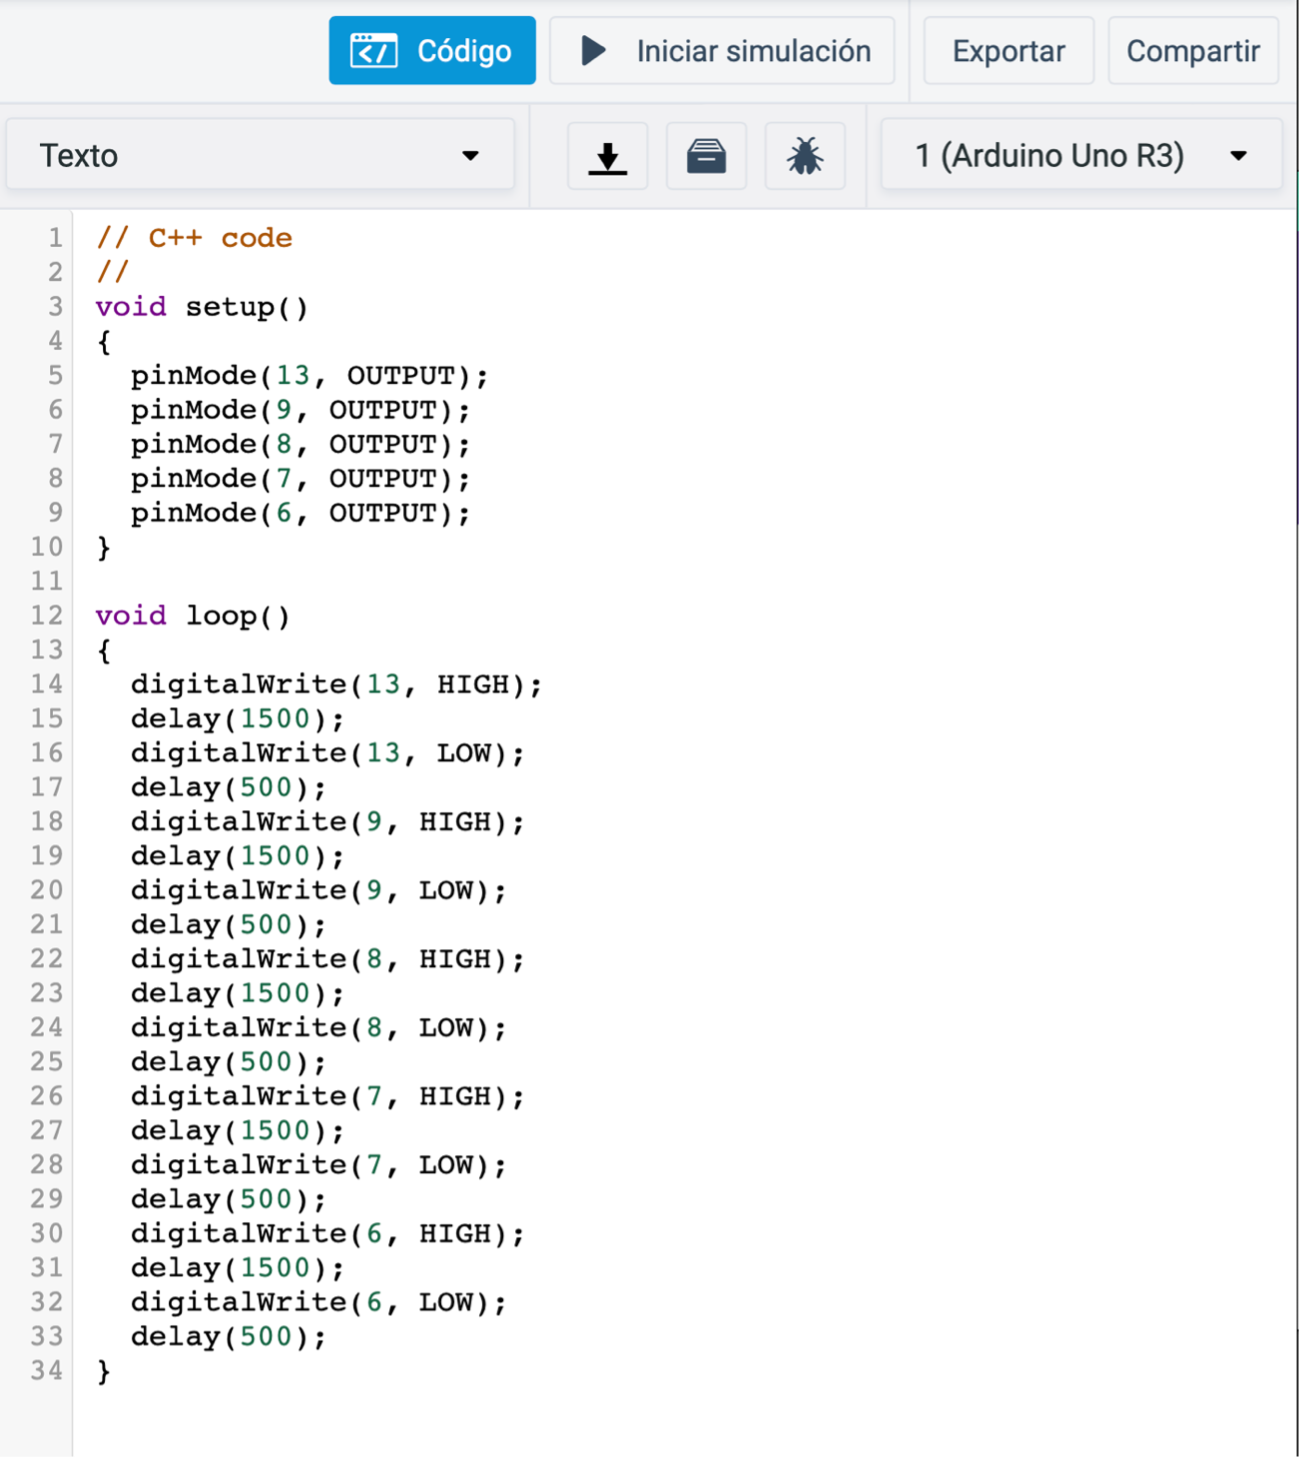 Código
Iniciar simulación
Exportar
Compartir
Texto
1 (Arduino Uno R3)
1 // C++ code
2 //
3 void setup()
4 {
5   pinMode(13, OUTPUT);
6   pinMode(9, OUTPUT);
7   pinMode(8, OUTPUT);
8   pinMode(7, OUTPUT);
9   pinMode(6, OUTPUT);
10 }
11
12 void loop()
13 {
14   digitalWrite(13, HIGH);
15   delay(1500);
16   digitalWrite(13, LOW);
17   delay(500);
18   digitalWrite(9, HIGH);
19   delay(1500);
20   digitalWrite(9, LOW);
21   delay(500);
22   digitalWrite(8, HIGH);
23   delay(1500);
24   digitalWrite(8, LOW);
25   delay(500);
26   digitalWrite(7, HIGH);
27   delay(1500);
28   digitalWrite(7, LOW);
29   delay(500);
30   digitalWrite(6, HIGH);
31   delay(1500);
32   digitalWrite(6, LOW);
33   delay(500);
34 }